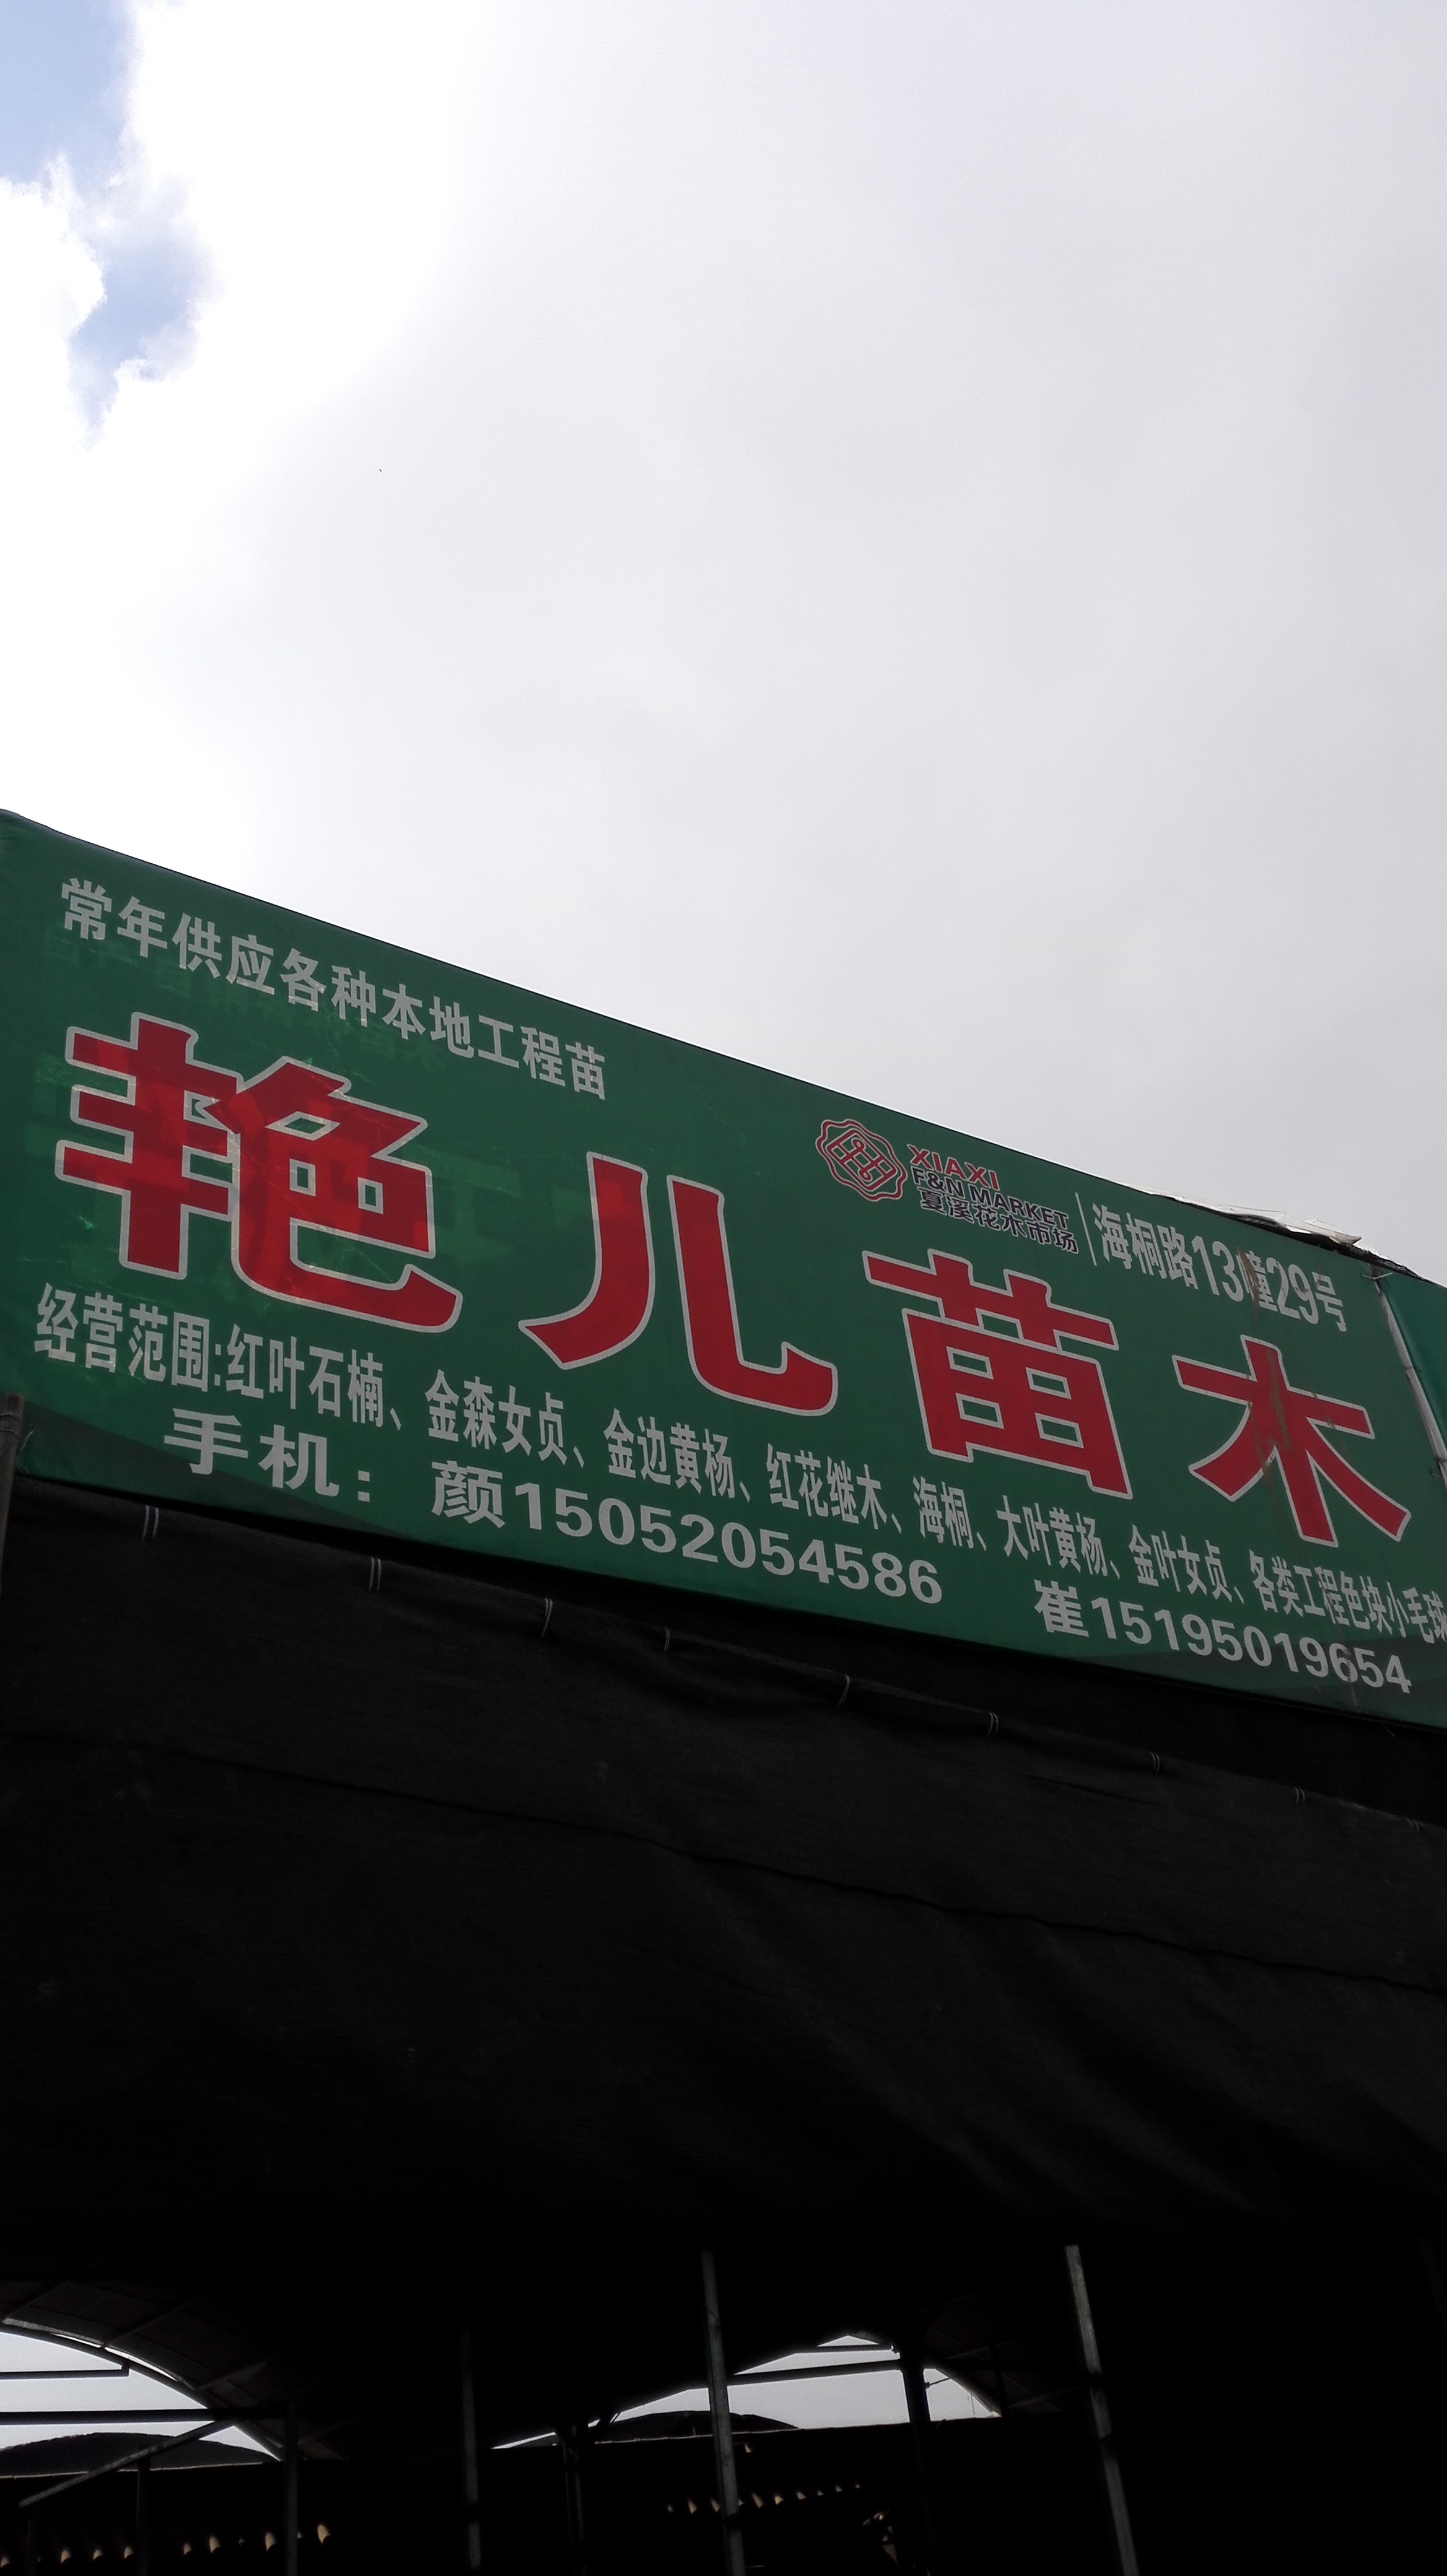 常年供应各种本地工程苗
XIAXI
F&N MARKET
夏溪花木市场
海桐路13幢29号
艳儿苗木
经营范围:红叶石楠、金森女贞、金边黄杨、红花继木、海桐、大叶黄杨、金叶女贞、各类工程色块小毛球
手机：颜15052054586 崔15195019654